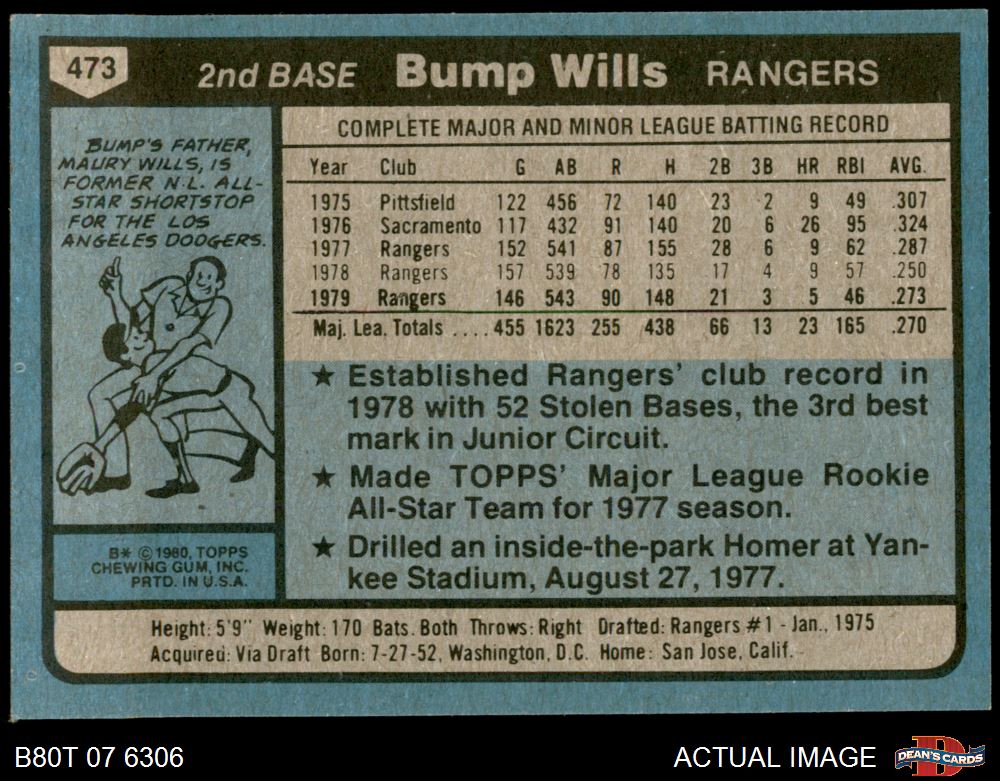 473
2nd BASE Bump Wills RANGERS
BUMP'S FATHER,
MAURY WILLS, IS
FORMER N.L. ALL-
STAR SHORTSTOP
FOR THE LOS
ANGELES DODGERS.
B* © 1980, TOPPS
CHEWING GUM, INC.
PRTD. IN U.S.A.
COMPLETE MAJOR AND MINOR LEAGUE BATTING RECORD
Year Club G AB R H 2B 3B HR RBI AVG.
1975 Pittsfield 122 456 72 140 23 2 9 49 .307
1976 Sacramento 117 432 91 140 20 6 26 95 .324
1977 Rangers 152 541 87 155 28 6 9 62 .287
1978 Rangers 157 539 78 135 17 4 9 57 .250
1979 Rangers 146 543 90 148 21 3 5 46 .273
Maj. Lea. Totals .... 455 1623 255 438 66 13 23 165 .270
★ Established Rangers' club record in
1978 with 52 Stolen Bases, the 3rd best
mark in Junior Circuit.
★ Made TOPPS' Major League Rookie
All-Star Team for 1977 season.
★ Drilled an inside-the-park Homer at Yan-
kee Stadium, August 27, 1977.
Height: 5'9" Weight: 170 Bats. Both Throws: Right Drafted: Rangers #1 - Jan., 1975
Acquired: Via Draft Born: 7-27-52, Washington, D.C. Home: San Jose, Calif.
B80T 07 6306
ACTUAL IMAGE
D
DEAN'S CARDS